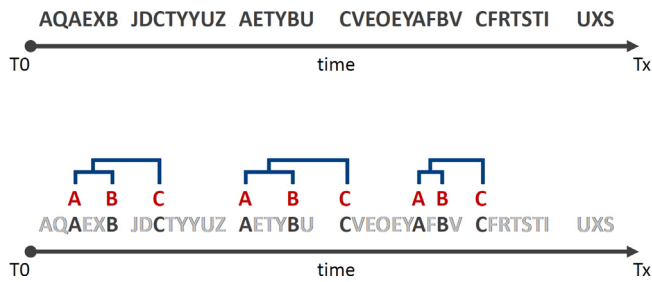 AQAEXB JDCTYYUZ AETYBU CVEOEYAFBV CFRTSTI UXS
T0 time Tx
A B C A B C A B C
AQAEXB JDCTYYUZ AETYBU CVEOEYAFBV CFRTSTI UXS
T0 time Tx